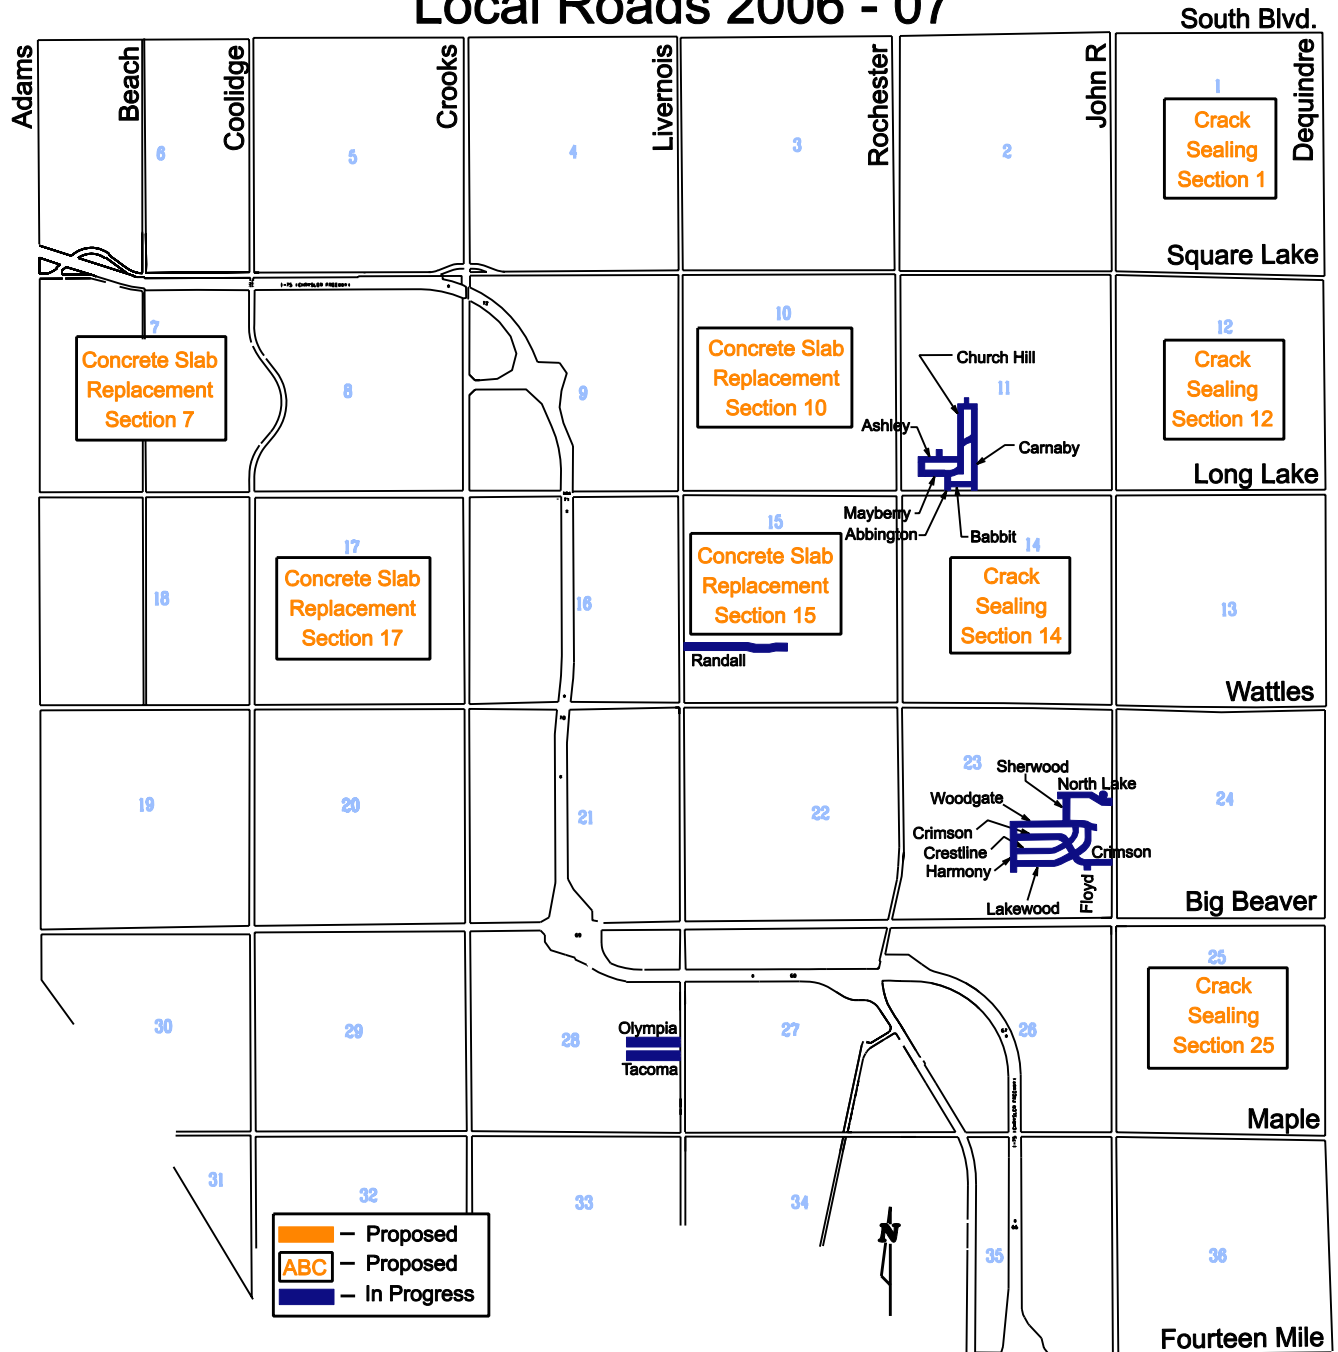 Local Roads 2006 - 07
South Blvd.
Adams
Beach
Coolidge
Crooks
Livernois
Rochester
John R
Dequindre
6
5
4
3
2
1
Crack
Sealing
Section 1
Square Lake
I-75 (CHRYSLER FREEWAY)
7
Concrete Slab
Replacement
Section 7
8
9
10
Concrete Slab
Replacement
Section 10
11
Church Hill
Ashley
Carnaby
Mayberry
Abbington
Babbit
12
Crack
Sealing
Section 12
Long Lake
18
17
Concrete Slab
Replacement
Section 17
16
15
Concrete Slab
Replacement
Section 15
Randall
14
Crack
Sealing
Section 14
13
Wattles
19
20
21
22
23
Sherwood
North Lake
Woodgate
Crimson
Crestline
Harmony
Crimson
Lakewood
Floyd
24
Big Beaver
30
29
28
Olympia
Tacoma
27
26
25
Crack
Sealing
Section 25
Maple
31
32
33
34
35
36
N
– Proposed
ABC – Proposed
– In Progress
Fourteen Mile